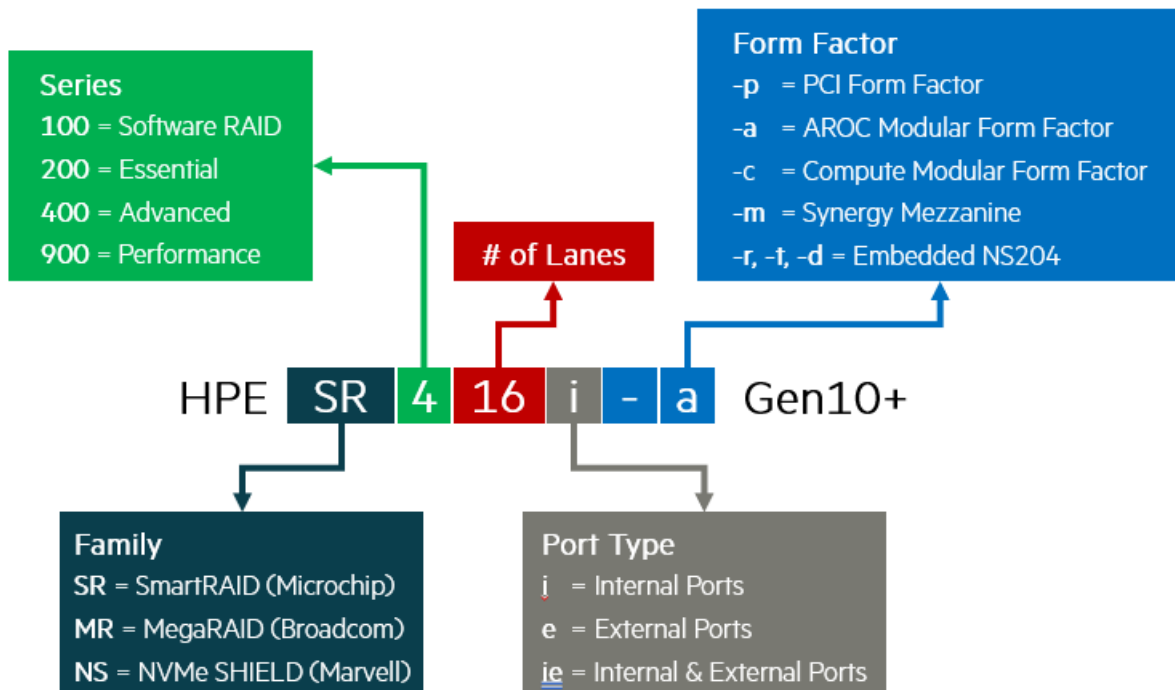 Series
100 = Software RAID
200 = Essential
400 = Advanced
900 = Performance
# of Lanes
Form Factor
-p = PCI Form Factor
-a = AROC Modular Form Factor
-c = Compute Modular Form Factor
-m = Synergy Mezzanine
-r, -t, -d = Embedded NS204
HPE SR 4 16 i - a Gen10+
Family
SR = SmartRAID (Microchip)
MR = MegaRAID (Broadcom)
NS = NVMe SHIELD (Marvell)
Port Type
i = Internal Ports
e = External Ports
ie = Internal & External Ports